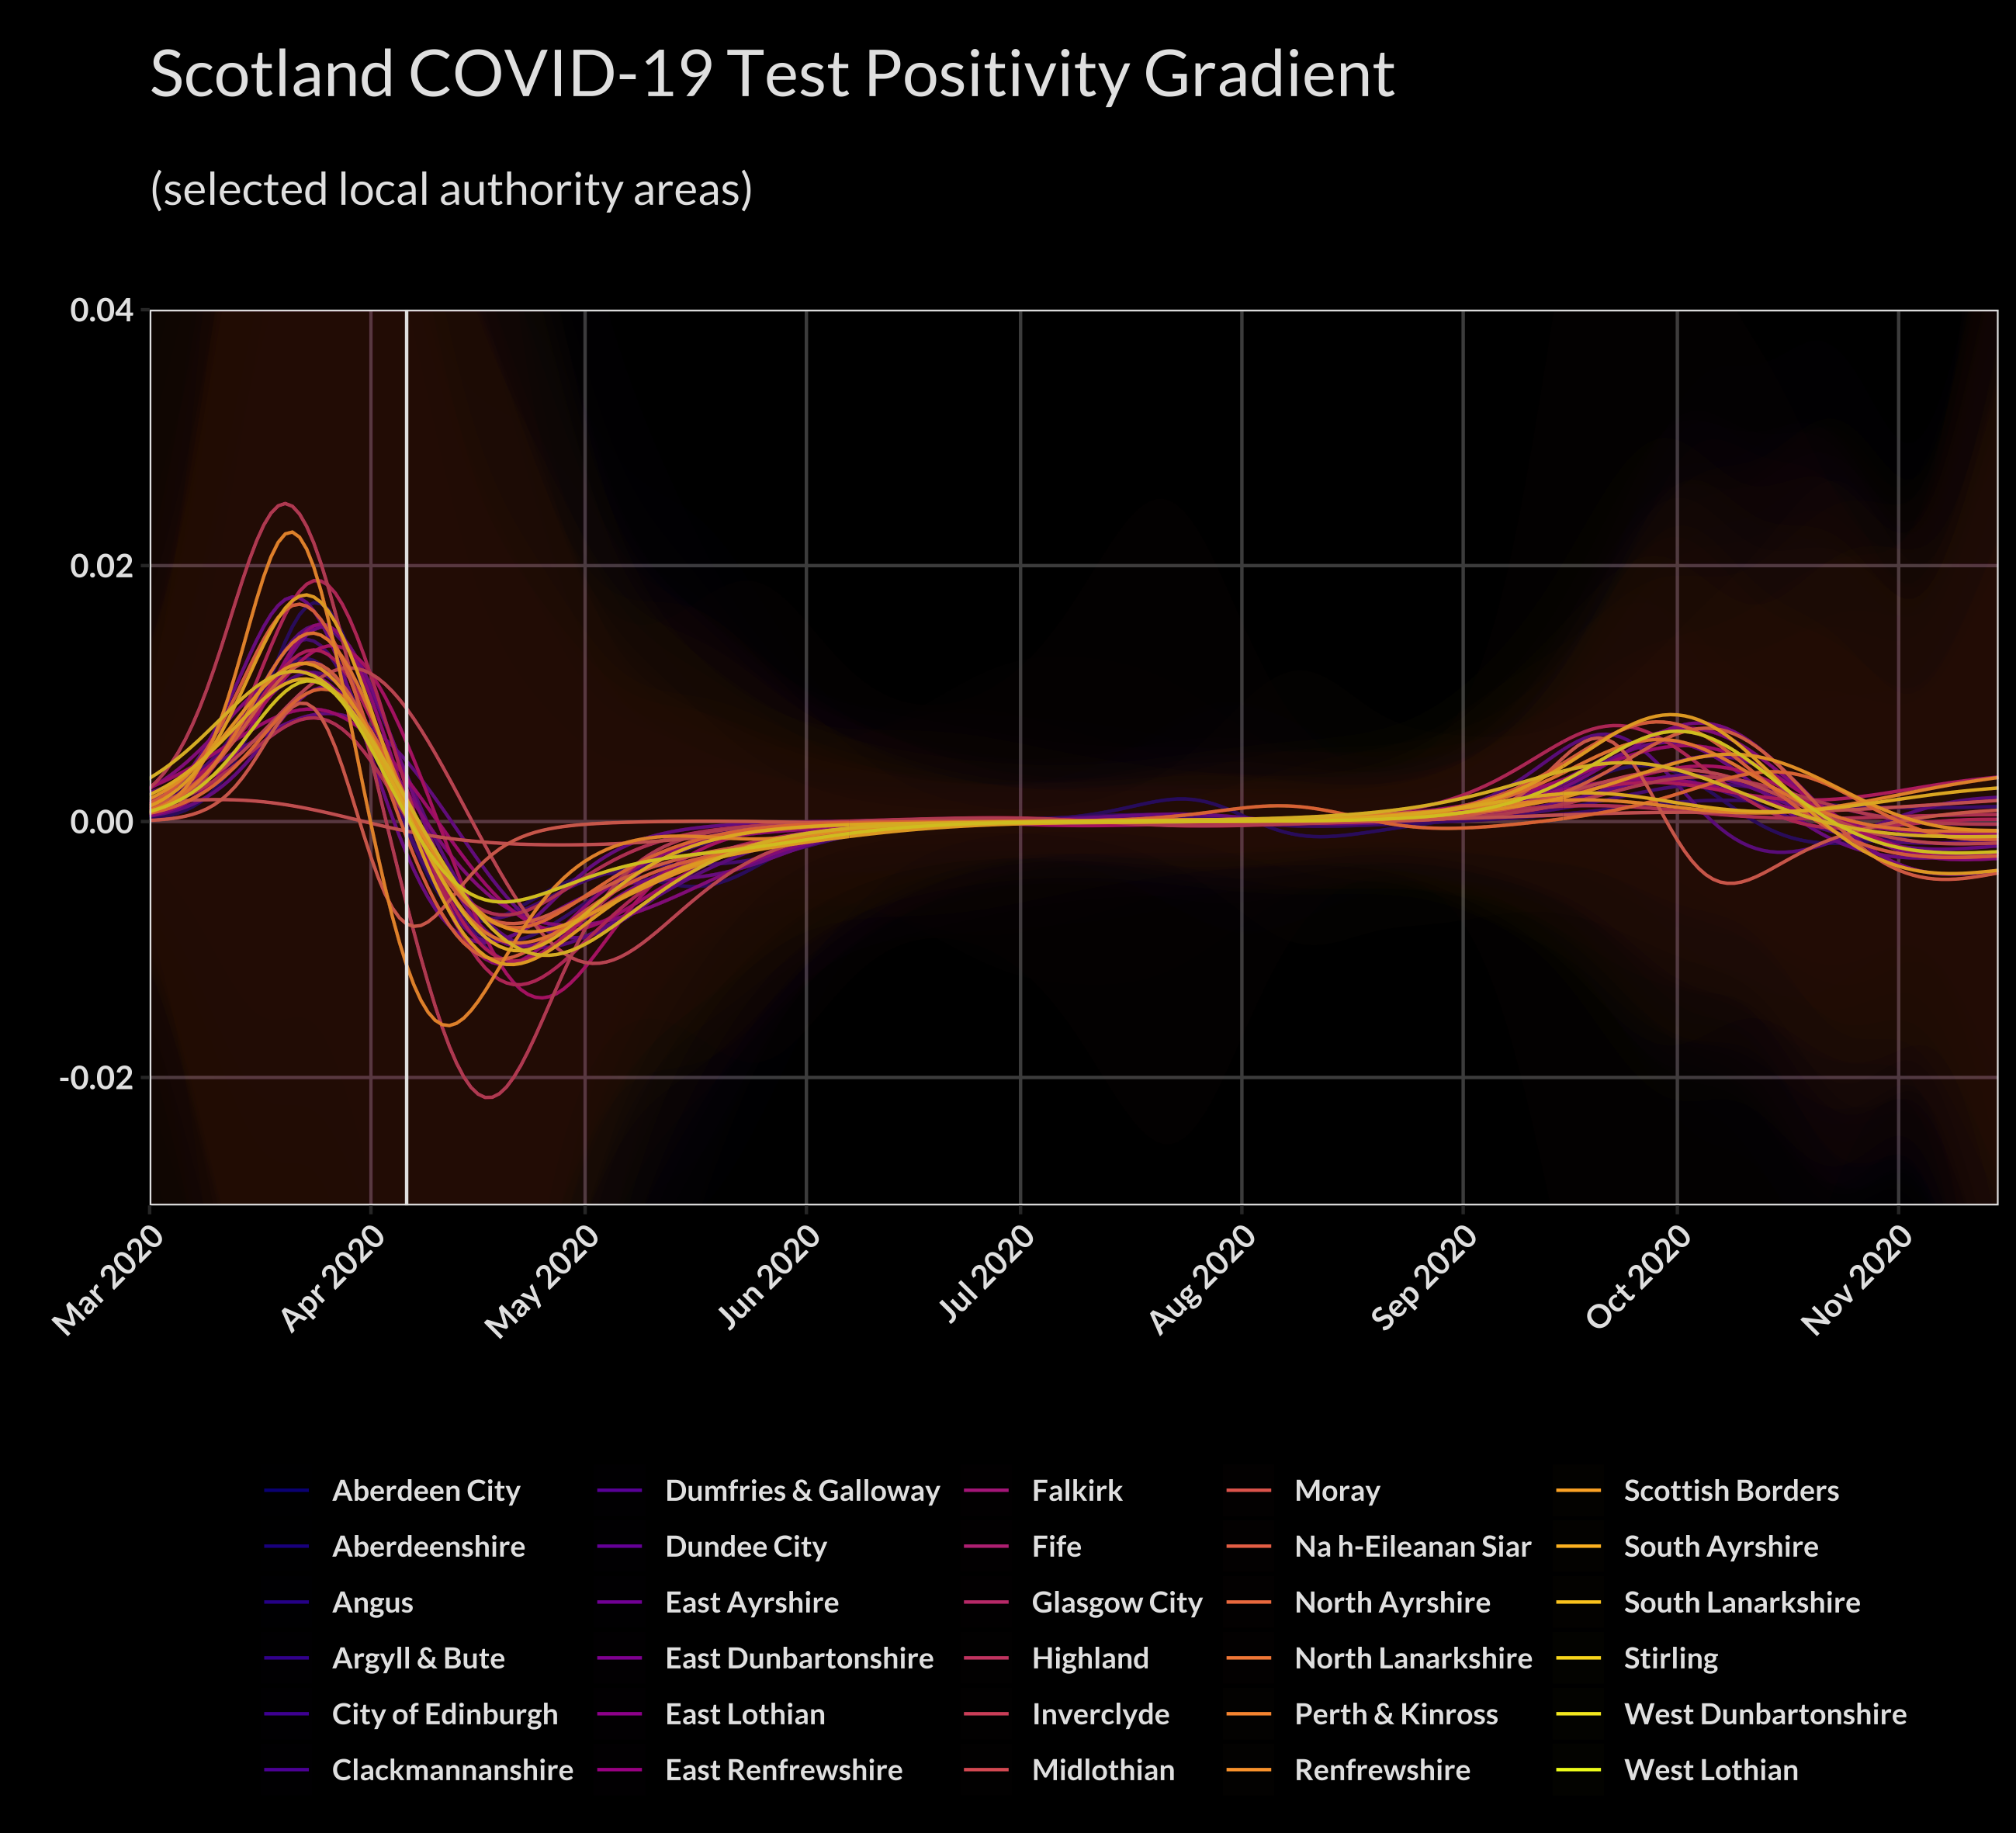 Scotland COVID-19 Test Positivity Gradient
(selected local authority areas)
0.04
0.02
0.00
-0.02
Mar 2020
Apr 2020
May 2020
Jun 2020
Jul 2020
Aug 2020
Sep 2020
Oct 2020
Nov 2020
Aberdeen City
Aberdeenshire
Angus
Argyll & Bute
City of Edinburgh
Clackmannanshire
Dumfries & Galloway
Dundee City
East Ayrshire
East Dunbartonshire
East Lothian
East Renfrewshire
Falkirk
Fife
Glasgow City
Highland
Inverclyde
Midlothian
Moray
Na h-Eileanan Siar
North Ayrshire
North Lanarkshire
Perth & Kinross
Renfrewshire
Scottish Borders
South Ayrshire
South Lanarkshire
Stirling
West Dunbartonshire
West Lothian